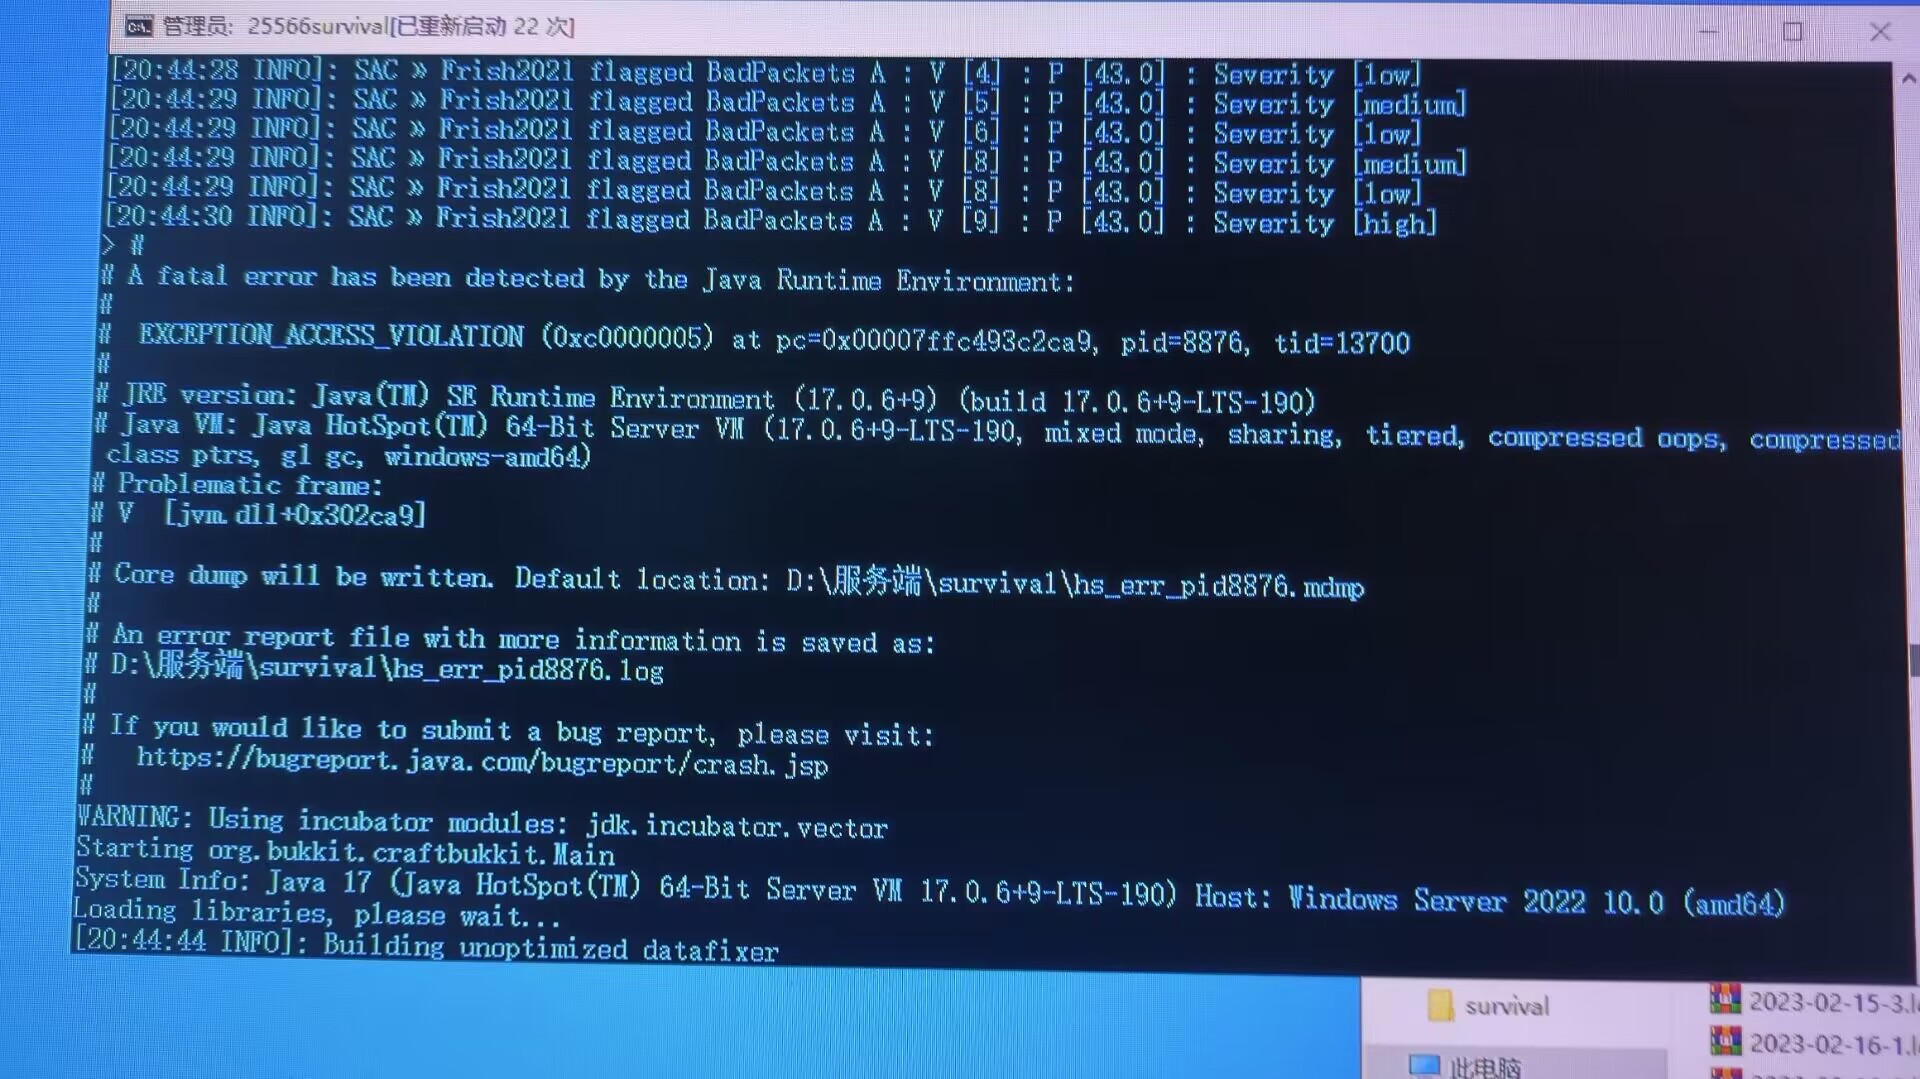 管理员: 25566survival[已重新启动 22 次]
[20:44:28 INFO]: SAC » Frish2021 flagged BadPackets A : V [4] : P [43.0] : Severity [low]
[20:44:29 INFO]: SAC » Frish2021 flagged BadPackets A : V [5] : P [43.0] : Severity [medium]
[20:44:29 INFO]: SAC » Frish2021 flagged BadPackets A : V [6] : P [43.0] : Severity [low]
[20:44:29 INFO]: SAC » Frish2021 flagged BadPackets A : V [8] : P [43.0] : Severity [medium]
[20:44:29 INFO]: SAC » Frish2021 flagged BadPackets A : V [8] : P [43.0] : Severity [low]
[20:44:30 INFO]: SAC » Frish2021 flagged BadPackets A : V [9] : P [43.0] : Severity [high]
> #
# A fatal error has been detected by the Java Runtime Environment:
#
#  EXCEPTION_ACCESS_VIOLATION (0xc0000005) at pc=0x00007ffc493c2ca9, pid=8876, tid=13700
#
# JRE version: Java(TM) SE Runtime Environment (17.0.6+9) (build 17.0.6+9-LTS-190)
# Java VM: Java HotSpot(TM) 64-Bit Server VM (17.0.6+9-LTS-190, mixed mode, sharing, tiered, compressed oops, compressed
class ptrs, g1 gc, windows-amd64)
# Problematic frame:
# V  [jvm.dll+0x302ca9]
#
# Core dump will be written. Default location: D:\服务端\survival\hs_err_pid8876.mdmp
#
# An error report file with more information is saved as:
# D:\服务端\survival\hs_err_pid8876.log
#
# If you would like to submit a bug report, please visit:
#   https://bugreport.java.com/bugreport/crash.jsp
#
WARNING: Using incubator modules: jdk.incubator.vector
Starting org.bukkit.craftbukkit.Main
System Info: Java 17 (Java HotSpot(TM) 64-Bit Server VM 17.0.6+9-LTS-190) Host: Windows Server 2022 10.0 (amd64)
Loading libraries, please wait...
[20:44:44 INFO]: Building unoptimized datafixer
survival
2023-02-15-3.l
2023-02-16-1.l
此电脑